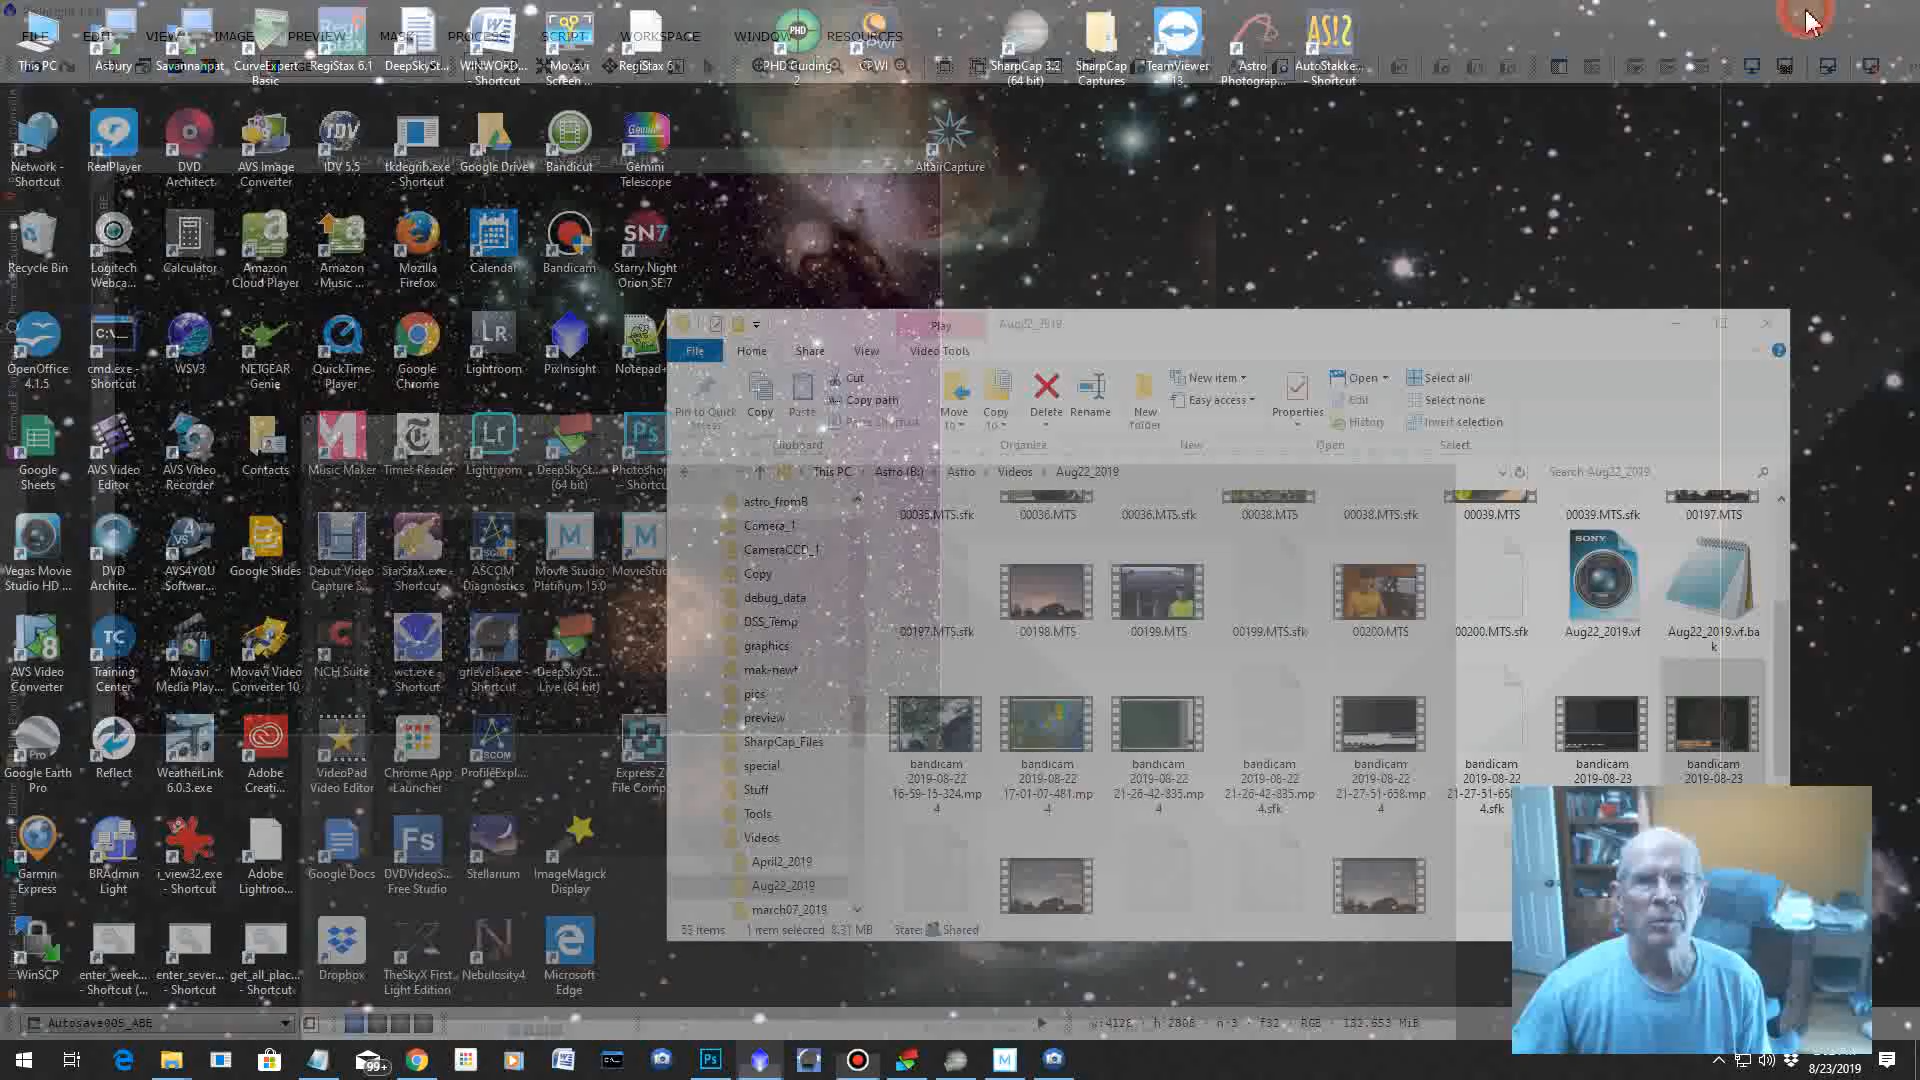 FILE EDIT VIEW IMAGE PREVIEW MASK PROCESS SCRIPT WORKSPACE WINDOW RESOURCES
This PC Asbury Savannanpat CurveExpert Basic RegiStax 6.1 DeepSkySt... WINWORD... - Shortcut Movavi Screen ... RegiStax 6 PHD Guiding 2 CPWI SharpCap 3.2 (64 bit) SharpCap Captures TeamViewer 13 Astro Photograp... AutoStakke... - Shortcut
Network - Shortcut RealPlayer DVD Architect AVS Image Converter IDV 5.5 tkdegrib.exe - Shortcut Google Drive Bandicut Gemini Telescope AltairCapture
Recycle Bin Logitech Webca... Calculator Amazon Cloud Player Amazon Music ... Mozilla Firefox Calendar Bandicam Starry Night Orion SE 7
OpenOffice 4.1.5 cmd.exe - Shortcut WSV3 NETGEAR Genie QuickTime Player Google Chrome Lightroom PixInsight Notepad+
Google Sheets AVS Video Editor AVS Video Recorder Contacts Music Maker Times Reader Lightroom DeepSkySt... (64 bit) Photoshop - Shortc
Vegas Movie Studio HD ... DVD Archite... AVS4YOU Softwar... Google Slides Debut Video Capture S... StarStaX.exe - Shortcut ASCOM Diagnostics Movie Studio Platinum 15.0 MovieStud
AVS Video Converter Training Center Movavi Media Play... Movavi Video Converter 10 NCH Suite wct.exe - Shortcut grievel3.exe - Shortcut DeepSkySt... Live (64 bit)
Google Earth Pro Reflect WeatherLink 6.0.3.exe Adobe Creati... VideoPad Video Editor Chrome App Launcher ProfileExpl... Express Z File Comp
Garmin Express BRAdmin Light i_view32.exe - Shortcut Adobe Lightroo... Google Docs DVDVideoS... Free Studio Stellarium ImageMagick Display
WinSCP enter_week... - Shortcut (... enter_sever... - Shortcut get_all_plac... - Shortcut Dropbox TheSkyX First Light Edition Nebulosity4 Microsoft Edge
Play Aug22_2019
File Home Share View Video Tools
Pin to Quick access Copy Paste Cut Copy path Paste shortcut Move to Copy to Delete Rename New folder New item Easy access Properties Open Edit History Select all Select none Invert selection
Clipboard Organize New Open Select
This PC Astro (B:) Astro Videos Aug22_2019 Search Aug22_2019
astro_fromB
Camera_1
CameraCCD_1
Copy
debug_data
DSS_Temp
graphics
mak-newt
pics
preview
SharpCap_Files
special
Stuff
Tools
Videos
April2_2019
Aug22_2019
march07_2019
00035.MTS.sfk 00036.MTS 00036.MTS.sfk 00038.MTS 00038.MTS.sfk 00039.MTS 00039.MTS.sfk 00197.MTS
SONY
00197.MTS.sfk 00198.MTS 00199.MTS 00199.MTS.sfk 00200.MTS 00200.MTS.sfk Aug22_2019.vf Aug22_2019.vf.bak
bandicam bandicam bandicam bandicam bandicam bandicam bandicam bandicam
2019-08-22 2019-08-22 2019-08-22 2019-08-22 2019-08-22 2019-08-22 2019-08-23 2019-08-23
16-59-15-324.mp4 17-01-07-481.mp4 21-26-42-835.mp4 21-26-42-835.mp4.sfk 21-27-51-658.mp4 21-27-51-658 4.sfk
53 items 1 item selected 8.31 MB State: Shared
Autosave005_ABE w:4128 h:2808 n:3 f32 RGB 132.653 MiB
99+
8/23/2019